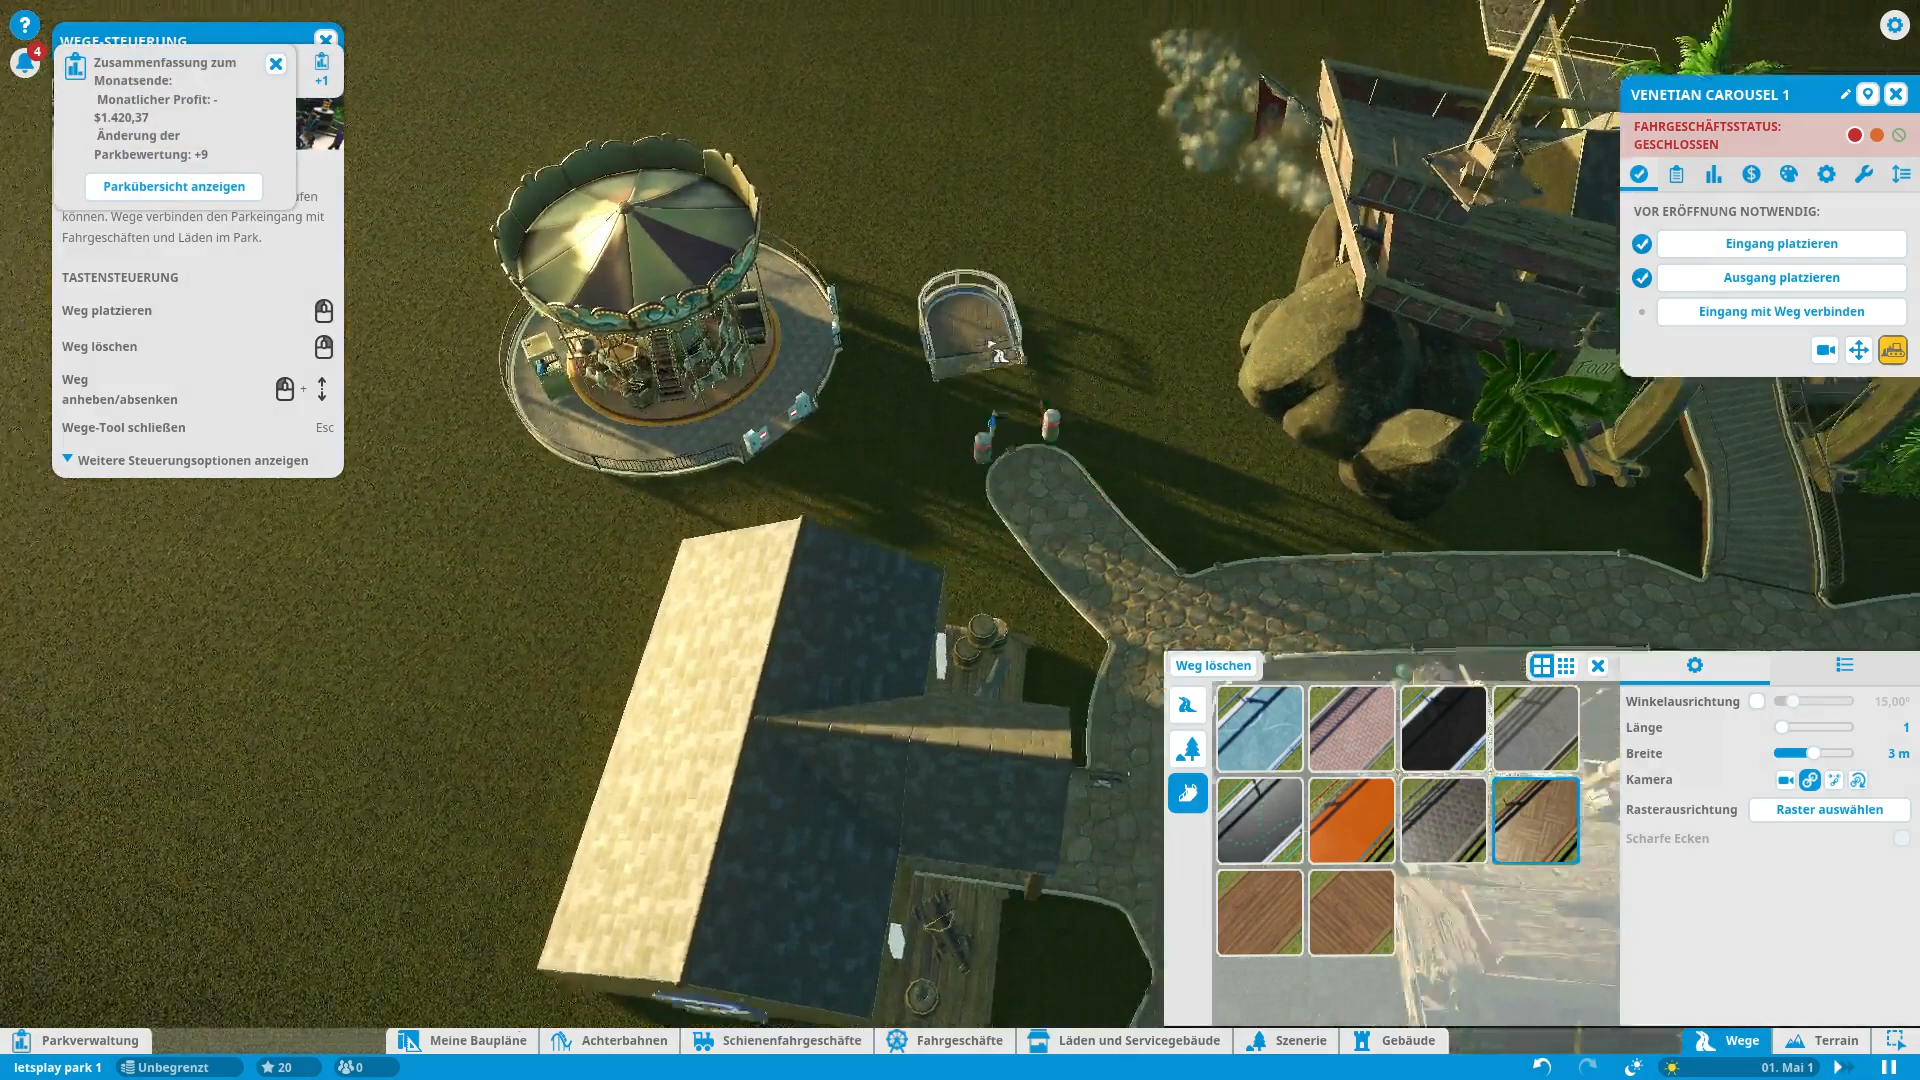 WEGE-STEUERUNG
4
Zusammenfassung zum
Monatsende:
Monatlicher Profit: -
$1.420,37
Änderung der
Parkbewertung: +9
Parkübersicht anzeigen
+1
ufen
können. Wege verbinden den Parkeingang mit
Fahrgeschäften und Läden im Park.
TASTENSTEUERUNG
Weg platzieren
Weg löschen
Weg
anheben/absenken
+
Wege-Tool schließen Esc
Weitere Steuerungsoptionen anzeigen
VENETIAN CAROUSEL 1
FAHRGESCHÄFTSSTATUS:
GESCHLOSSEN
VOR ERÖFFNUNG NOTWENDIG:
Eingang platzieren
Ausgang platzieren
Eingang mit Weg verbinden
Weg löschen
Winkelausrichtung 15,00°
Länge 1
Breite 3 m
Kamera
Rasterausrichtung Raster auswählen
Scharfe Ecken
Parkverwaltung
Meine Baupläne
Achterbahnen
Schienenfahrgeschäfte
Fahrgeschäfte
Läden und Servicegebäude
Szenerie
Gebäude
Wege
Terrain
letsplay park 1
Unbegrenzt
20
0
01. Mai 1